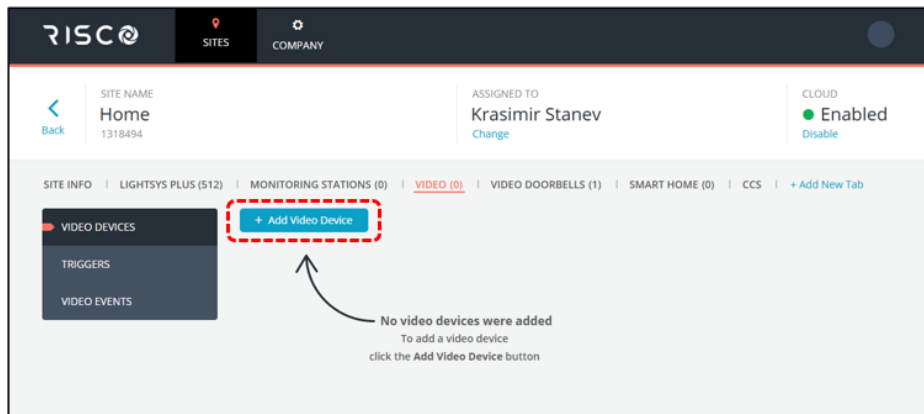 RISCO
SITES
COMPANY
Back
SITE NAME
Home
1318494
ASSIGNED TO
Krasimir Stanev
Change
CLOUD
Enabled
Disable
SITE INFO | LIGHTSYS PLUS (512) | MONITORING STATIONS (0) | VIDEO (0) | VIDEO DOORBELLS (1) | SMART HOME (0) | CCS | + Add New Tab
VIDEO DEVICES
TRIGGERS
VIDEO EVENTS
+ Add Video Device
No video devices were added
To add a video device
click the Add Video Device button